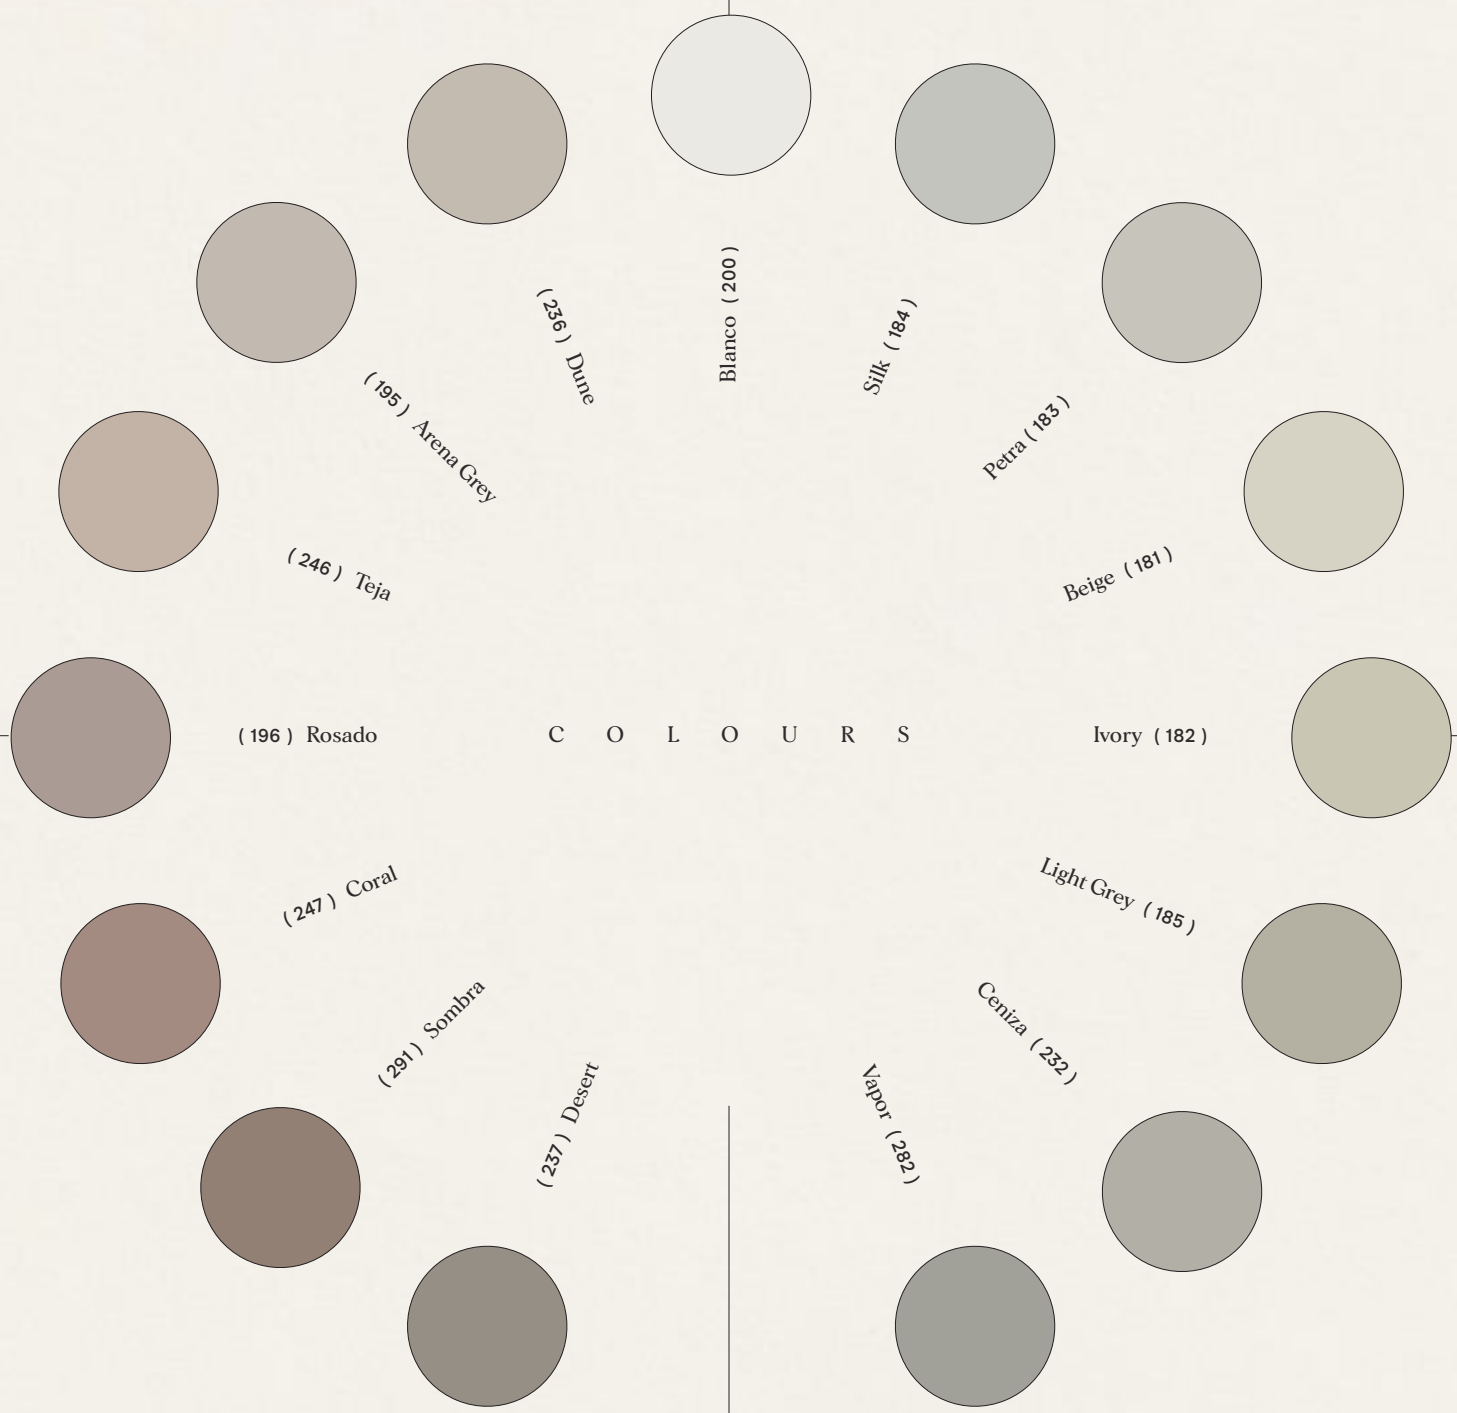 Blanco (200)
Silk (184)
Petra (183)
Beige (181)
Ivory (182)
Light Grey (185)
Ceniza (232)
Vapor (282)
(237) Desert
(291) Sombra
(247) Coral
(196) Rosado
(246) Teja
(195) Arena Grey
(236) Dune
COLOURS